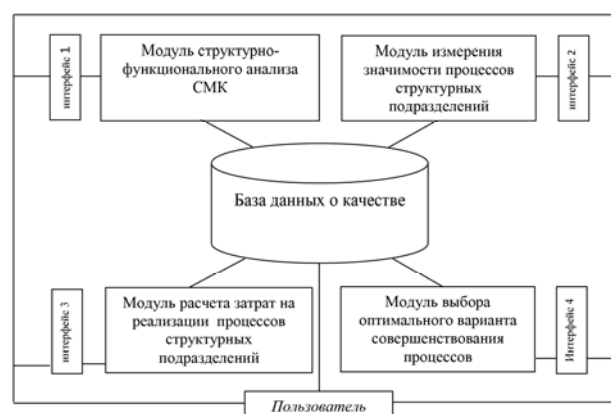 интерфейс 1
Модуль структурно-
функционального анализа
СМК
Модуль измерения
значимости процессов
структурных
подразделений
интерфейс 2
База данных о качестве
интерфейс 3
Модуль расчета затрат на
реализации процессов
структурных
подразделений
Модуль выбора
оптимального варианта
совершенствования
процессов
Интерфейс 4
Пользователь